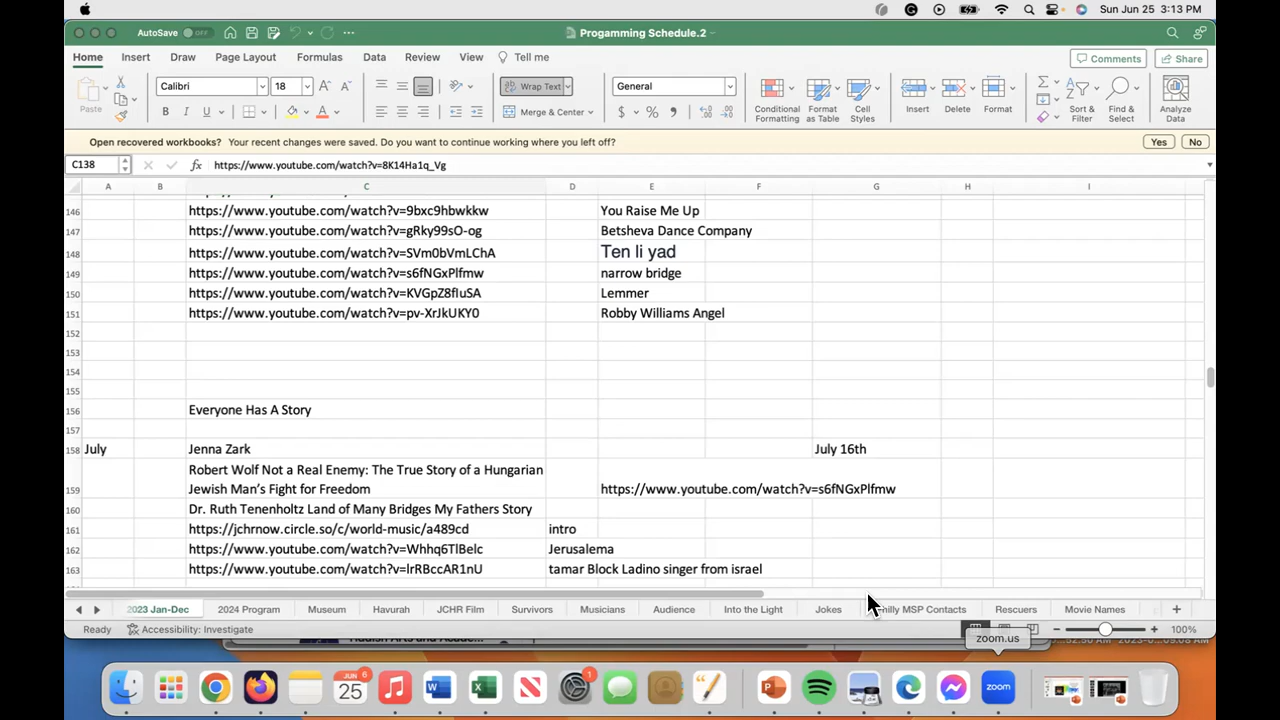 Sun Jun 25 3:13 PM
AutoSave OFF
Progamming Schedule.2
Home Insert Draw Page Layout Formulas Data Review View Tell me
Comments Share
Paste
Calibri 18
B I U
Wrap Text
Merge & Center
General
Conditional Formatting
Format as Table
Cell Styles
Insert Delete Format
Sort & Filter
Find & Select
Analyze Data
Open recovered workbooks? Your recent changes were saved. Do you want to continue working where you left off? Yes No
C138 fx https://www.youtube.com/watch?v=8K14Ha1q_Vg
A B C D E F G H I
146 https://www.youtube.com/watch?v=9bxc9hbwkkw You Raise Me Up
147 https://www.youtube.com/watch?v=gRky99sO-og Betsheva Dance Company
148 https://www.youtube.com/watch?v=SVm0bVmLChA Ten li yad
149 https://www.youtube.com/watch?v=s6fNGxPlfmw narrow bridge
150 https://www.youtube.com/watch?v=KVGpZ8fIuSA Lemmer
151 https://www.youtube.com/watch?v=pv-XrJkUKY0 Robby Williams Angel
152
153
154
155
156 Everyone Has A Story
157
158 July Jenna Zark July 16th
Robert Wolf Not a Real Enemy: The True Story of a Hungarian
159 Jewish Man's Fight for Freedom https://www.youtube.com/watch?v=s6fNGxPlfmw
160 Dr. Ruth Tenenholtz Land of Many Bridges My Fathers Story
161 https://jchrnow.circle.so/c/world-music/a489cd intro
162 https://www.youtube.com/watch?v=Whhq6TlBelc Jerusalema
163 https://www.youtube.com/watch?v=lrRBccAR1nU tamar Block Ladino singer from israel
2023 Jan-Dec 2024 Program Museum Havurah JCHR Film Survivors Musicians Audience Into the Light Jokes hilly MSP Contacts Rescuers Movie Names
Ready Accessibility: Investigate 100%
zoom.us
JUN 6
25
1
zoom